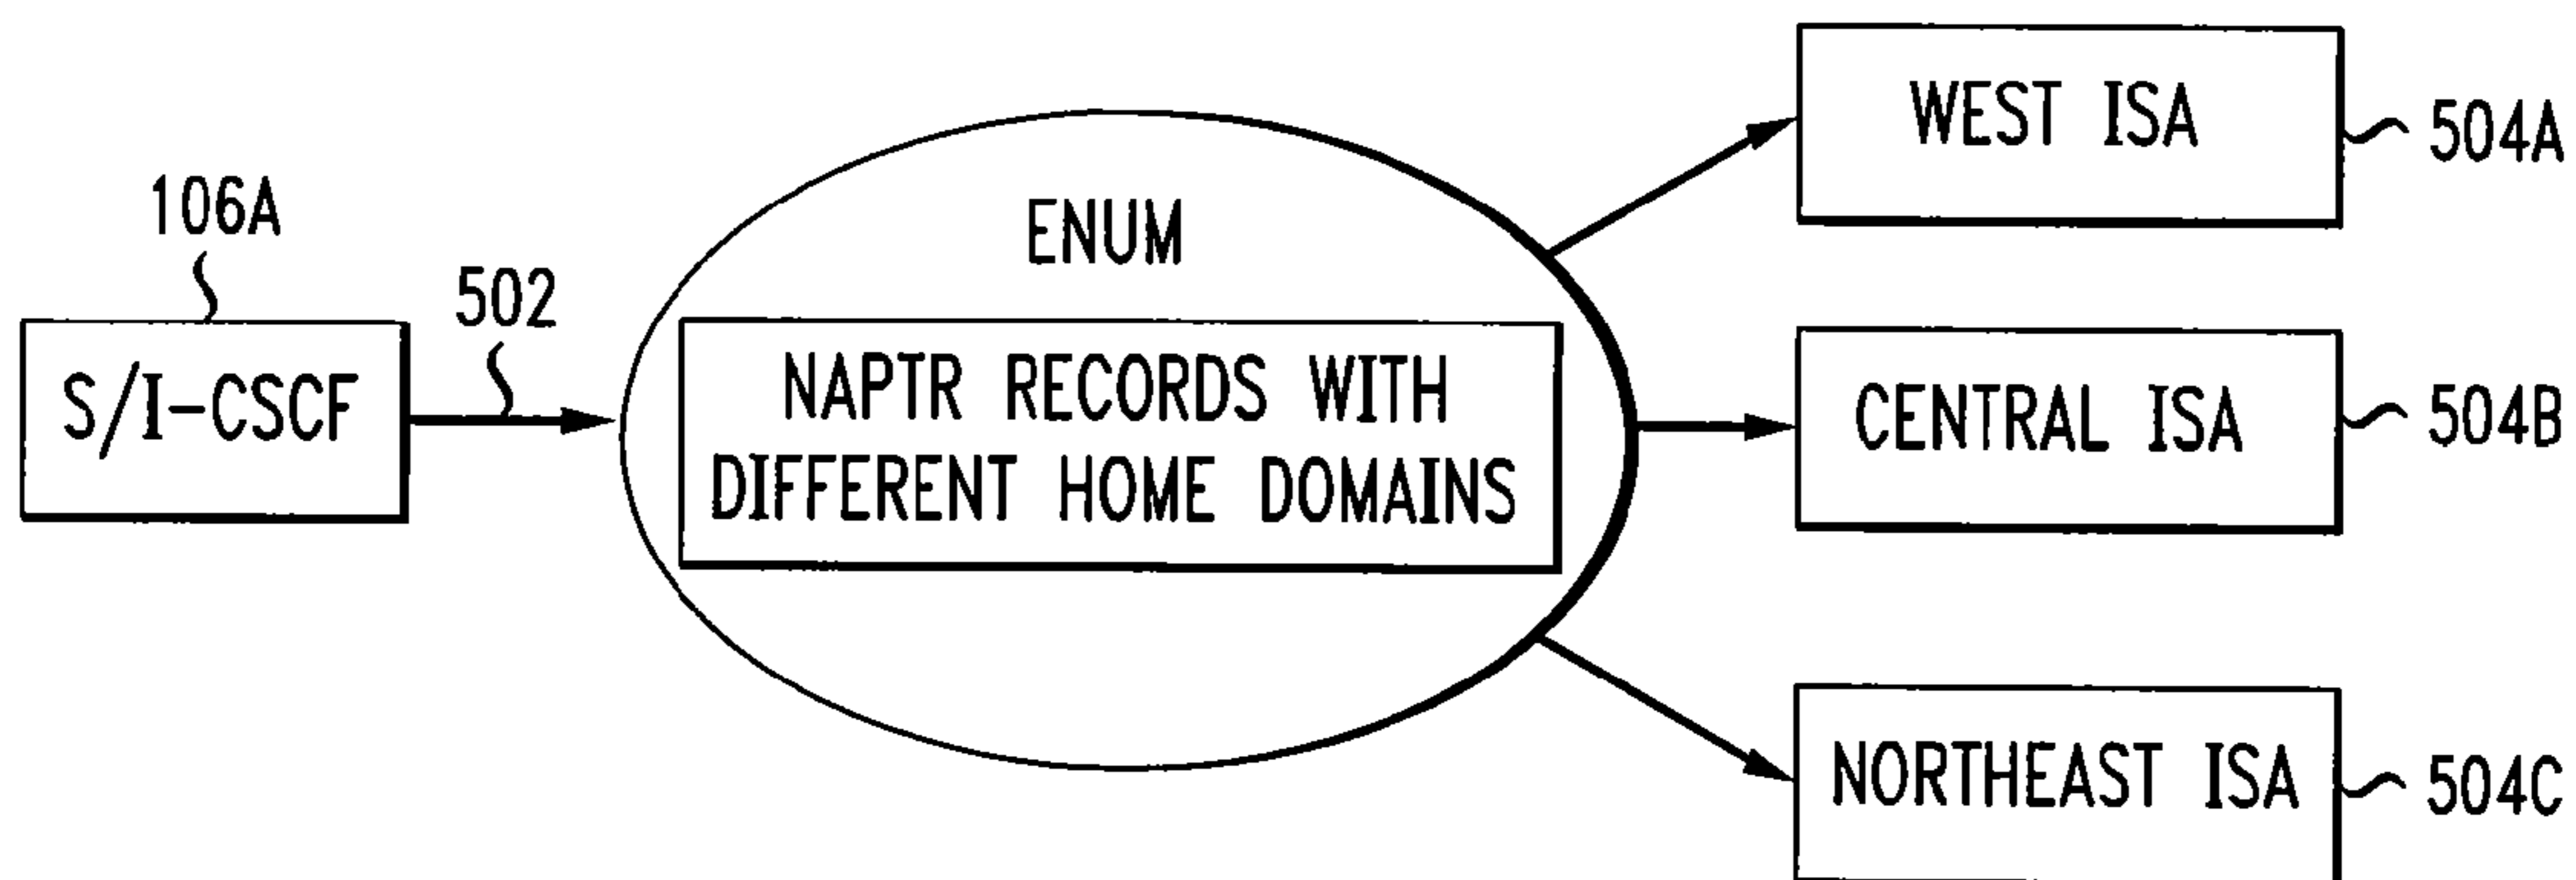 106A
S/I-CSCF
502
ENUM
NAPTR RECORDS WITH
DIFFERENT HOME DOMAINS
WEST ISA
504A
CENTRAL ISA
504B
NORTHEAST ISA
504C